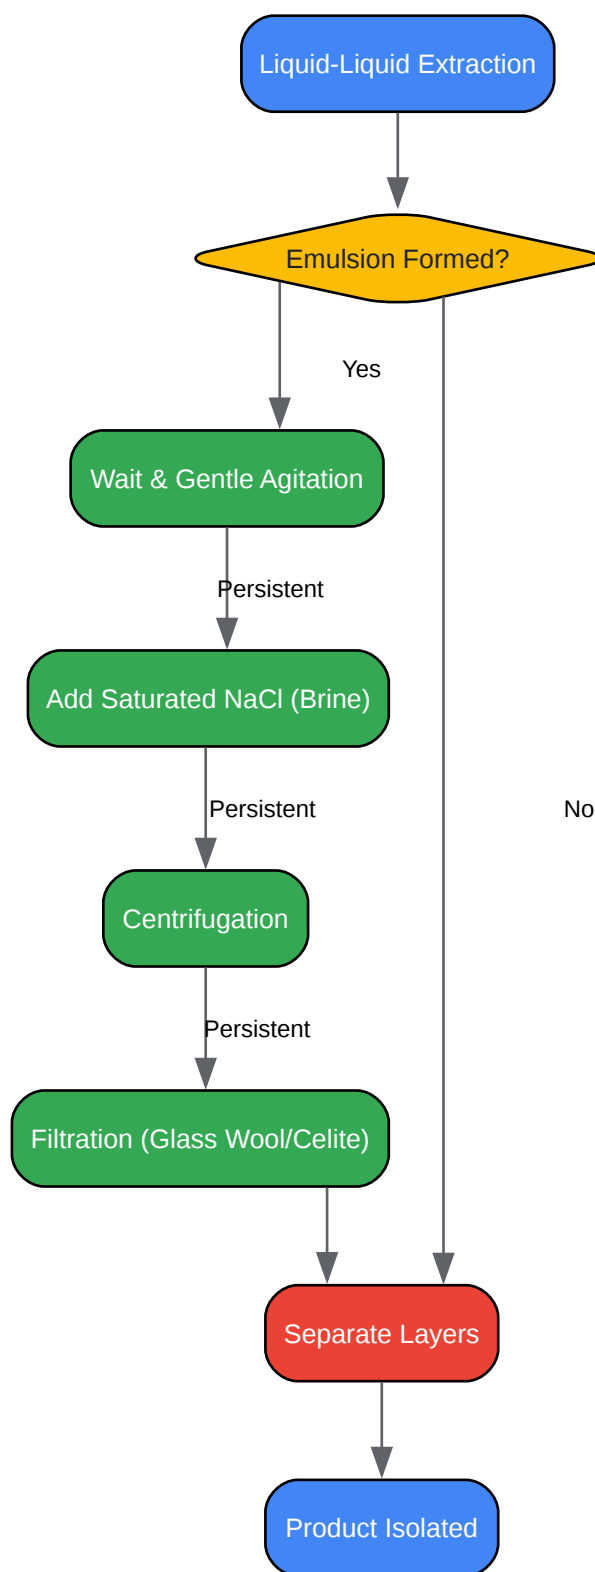 Liquid-Liquid Extraction
Emulsion Formed?
Yes
Wait & Gentle Agitation
Persistent
Add Saturated NaCl (Brine)
Persistent
No
Centrifugation
Persistent
Filtration (Glass Wool/Celite)
Separate Layers
Product Isolated